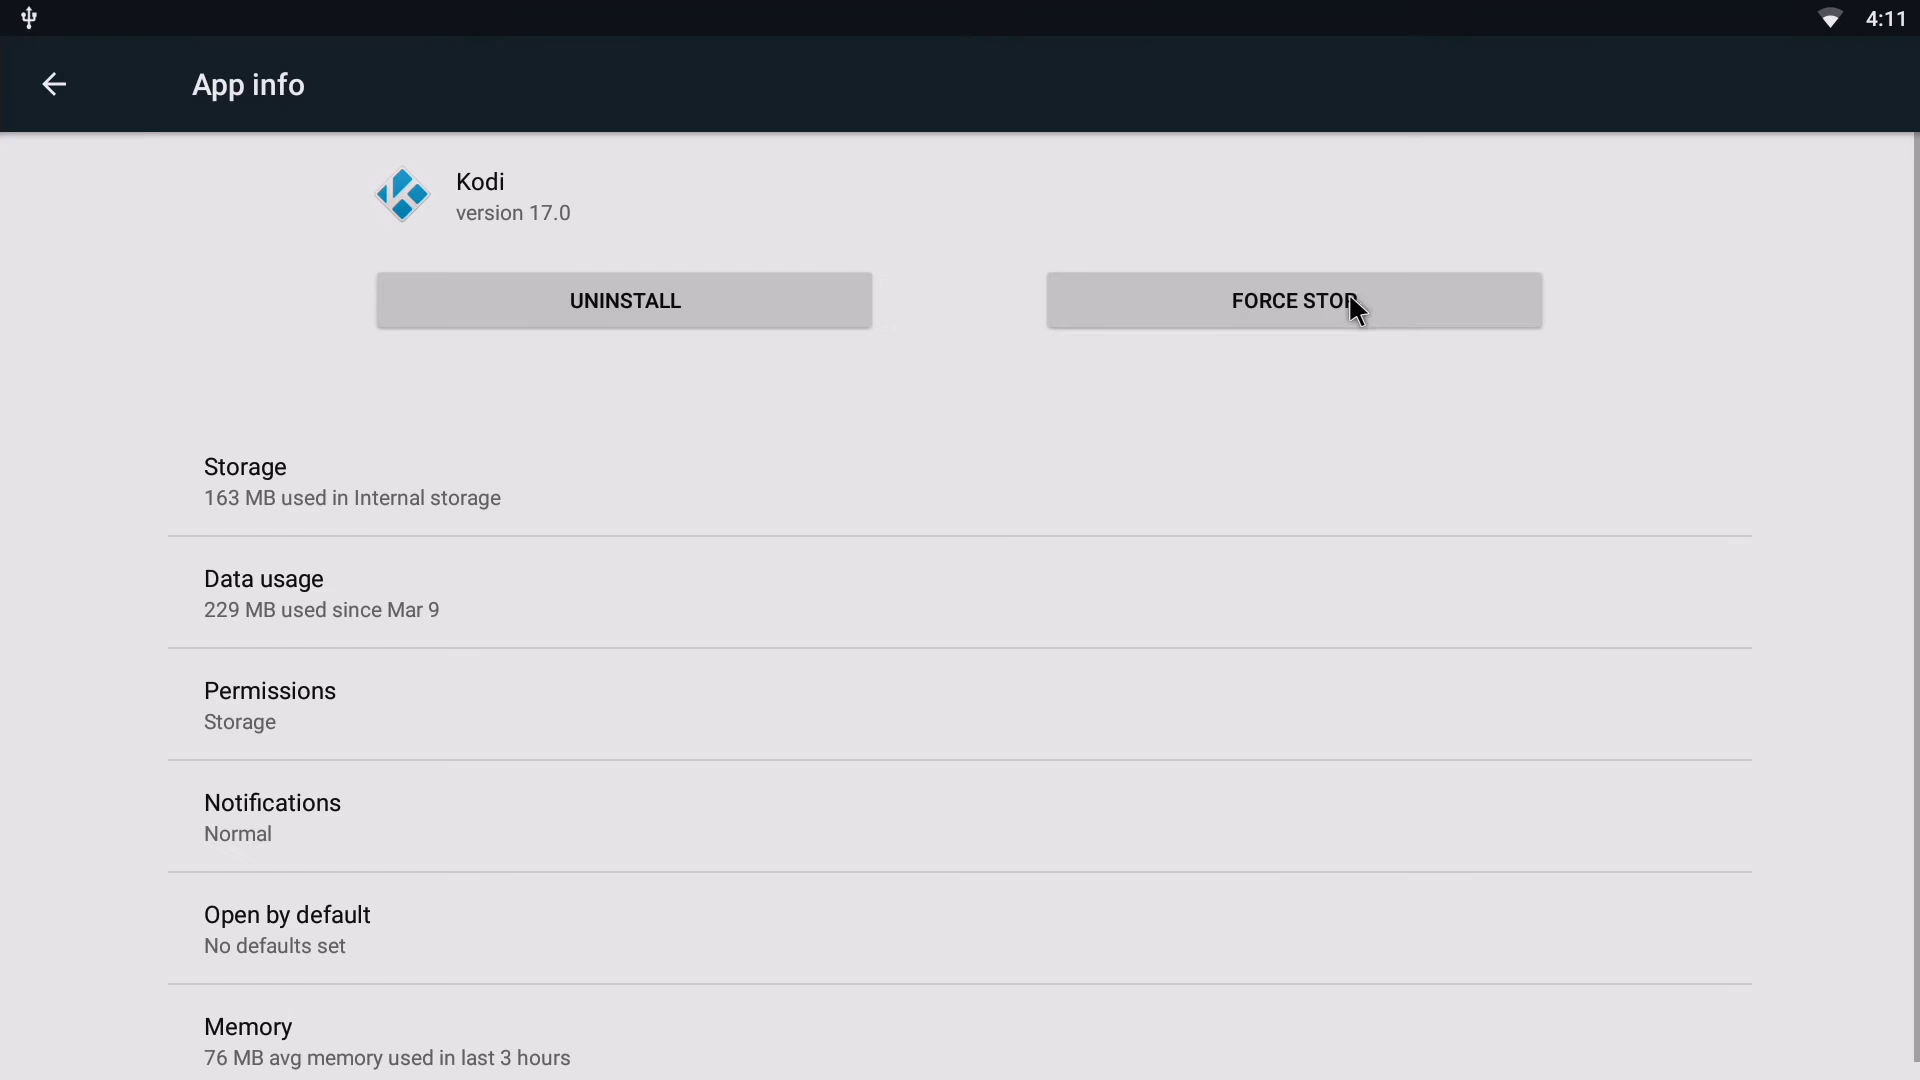 4:11
App info
Kodi
version 17.0
UNINSTALL
FORCE STOP
Storage
163 MB used in Internal storage
Data usage
229 MB used since Mar 9
Permissions
Storage
Notifications
Normal
Open by default
No defaults set
Memory
76 MB avg memory used in last 3 hours